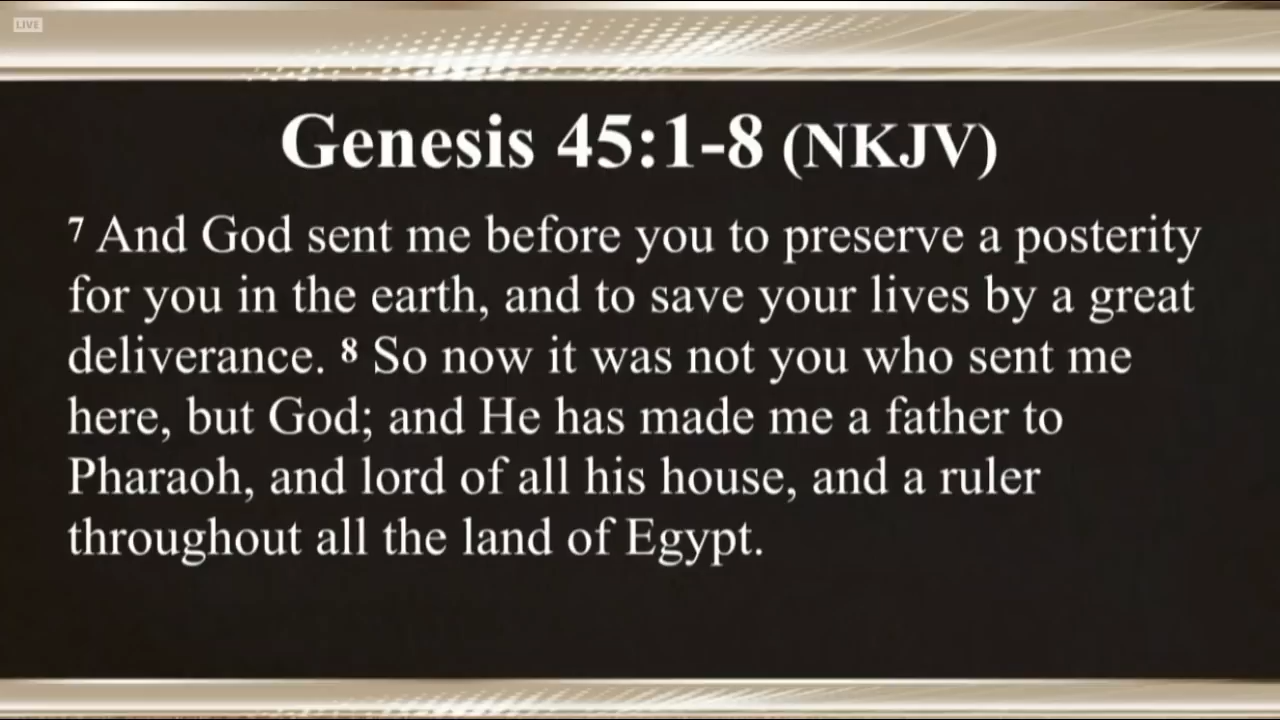 LIVE
Genesis 45:1-8 (NKJV)
7 And God sent me before you to preserve a posterity
for you in the earth, and to save your lives by a great
deliverance. 8 So now it was not you who sent me
here, but God; and He has made me a father to
Pharaoh, and lord of all his house, and a ruler
throughout all the land of Egypt.